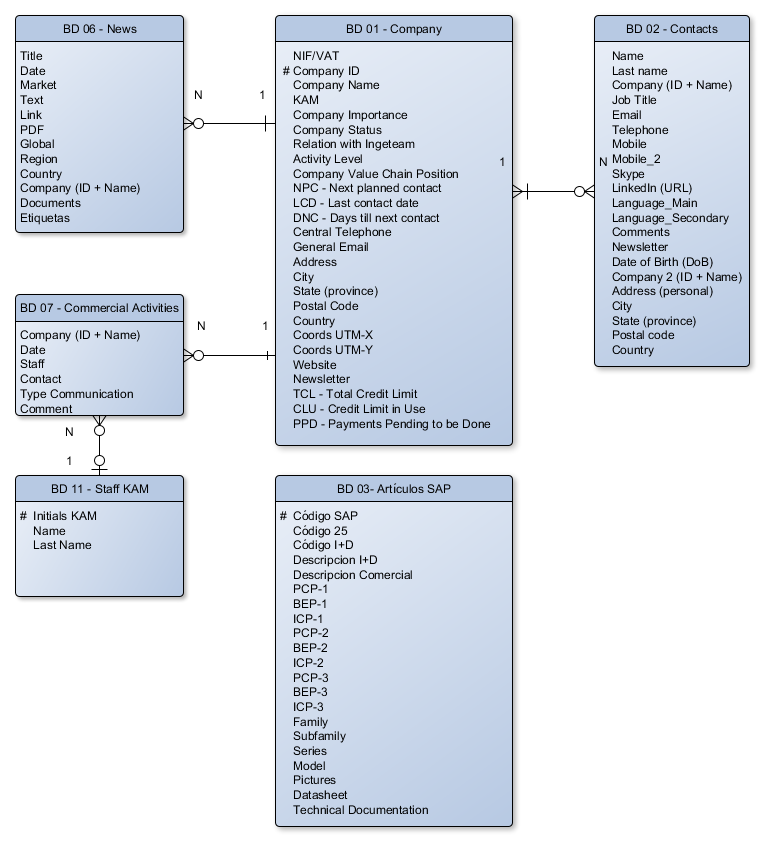 BD 06 - News
Title
Date
Market
Text
Link
PDF
Global
Region
Country
Company (ID + Name)
Documents
Etiquetas
N
1
BD 01 - Company
NIF/VAT
# Company ID
Company Name
KAM
Company Importance
Company Status
Relation with Ingeteam
Activity Level
Company Value Chain Position
NPC - Next planned contact
LCD - Last contact date
DNC - Days till next contact
Central Telephone
General Email
Address
City
State (province)
Postal Code
Country
Coords UTM-X
Coords UTM-Y
Website
Newsletter
TCL - Total Credit Limit
CLU - Credit Limit in Use
PPD - Payments Pending to be Done
1
N
BD 02 - Contacts
Name
Last name
Company (ID + Name)
Job Title
Email
Telephone
Mobile
Mobile_2
Skype
LinkedIn (URL)
Language_Main
Language_Secondary
Comments
Newsletter
Date of Birth (DoB)
Company 2 (ID + Name)
Address (personal)
City
State (province)
Postal code
Country
BD 07 - Commercial Activities
Company (ID + Name)
Date
Staff
Contact
Type Communication
Comment
N
1
N
1
BD 11 - Staff KAM
# Initials KAM
Name
Last Name
BD 03- Artículos SAP
# Código SAP
Código 25
Código I+D
Descripcion I+D
Descripcion Comercial
PCP-1
BEP-1
ICP-1
PCP-2
BEP-2
ICP-2
PCP-3
BEP-3
ICP-3
Family
Subfamily
Series
Model
Pictures
Datasheet
Technical Documentation